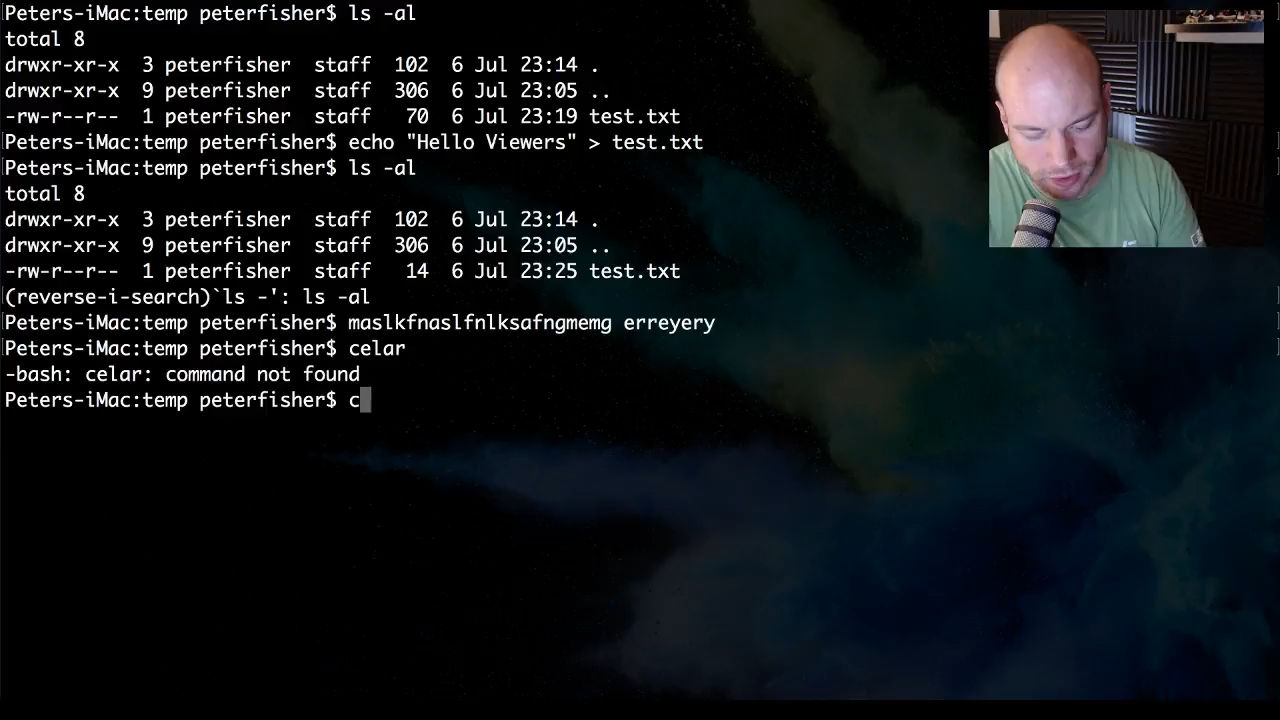 Peters-iMac:temp peterfisher$ ls -al
total 8
drwxr-xr-x  3 peterfisher  staff  102  6 Jul 23:14 .
drwxr-xr-x  9 peterfisher  staff  306  6 Jul 23:05 ..
-rw-r--r--  1 peterfisher  staff   70  6 Jul 23:19 test.txt
Peters-iMac:temp peterfisher$ echo "Hello Viewers" > test.txt
Peters-iMac:temp peterfisher$ ls -al
total 8
drwxr-xr-x  3 peterfisher  staff  102  6 Jul 23:14 .
drwxr-xr-x  9 peterfisher  staff  306  6 Jul 23:05 ..
-rw-r--r--  1 peterfisher  staff   14  6 Jul 23:25 test.txt
(reverse-i-search)`ls -': ls -al
Peters-iMac:temp peterfisher$ maslkfnaslfnlksafngmemg erreyery
Peters-iMac:temp peterfisher$ celar
-bash: celar: command not found
Peters-iMac:temp peterfisher$ c